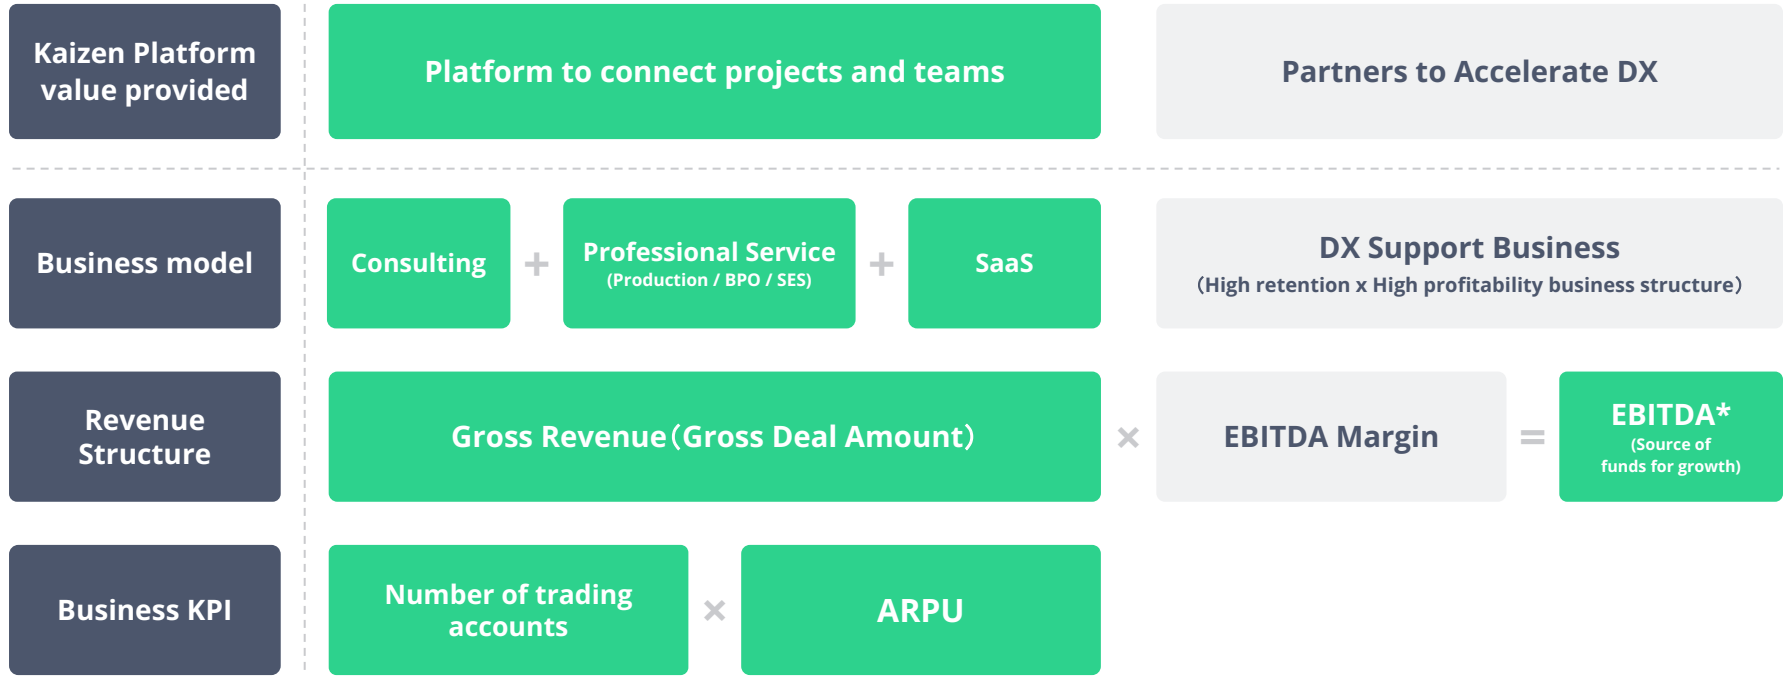 Kaizen Platform
value provided
Platform to connect projects and teams
Partners to Accelerate DX
Business model
Consulting
+
Professional Service
(Production / BPO / SES)
+
SaaS
DX Support Business
（High retention x High profitability business structure）
Revenue
Structure
Gross Revenue（Gross Deal Amount）
×
EBITDA Margin
=
EBITDA*
(Source of
funds for growth)
Business KPI
Number of trading
accounts
×
ARPU